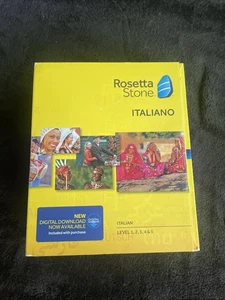 Rosetta
Stone.
ITALIANO
NEW
DIGITAL DOWNLOAD
NOW AVAILABLE
Included with purchase
ITALIAN
LEVEL 1, 2, 3, 4 & 5